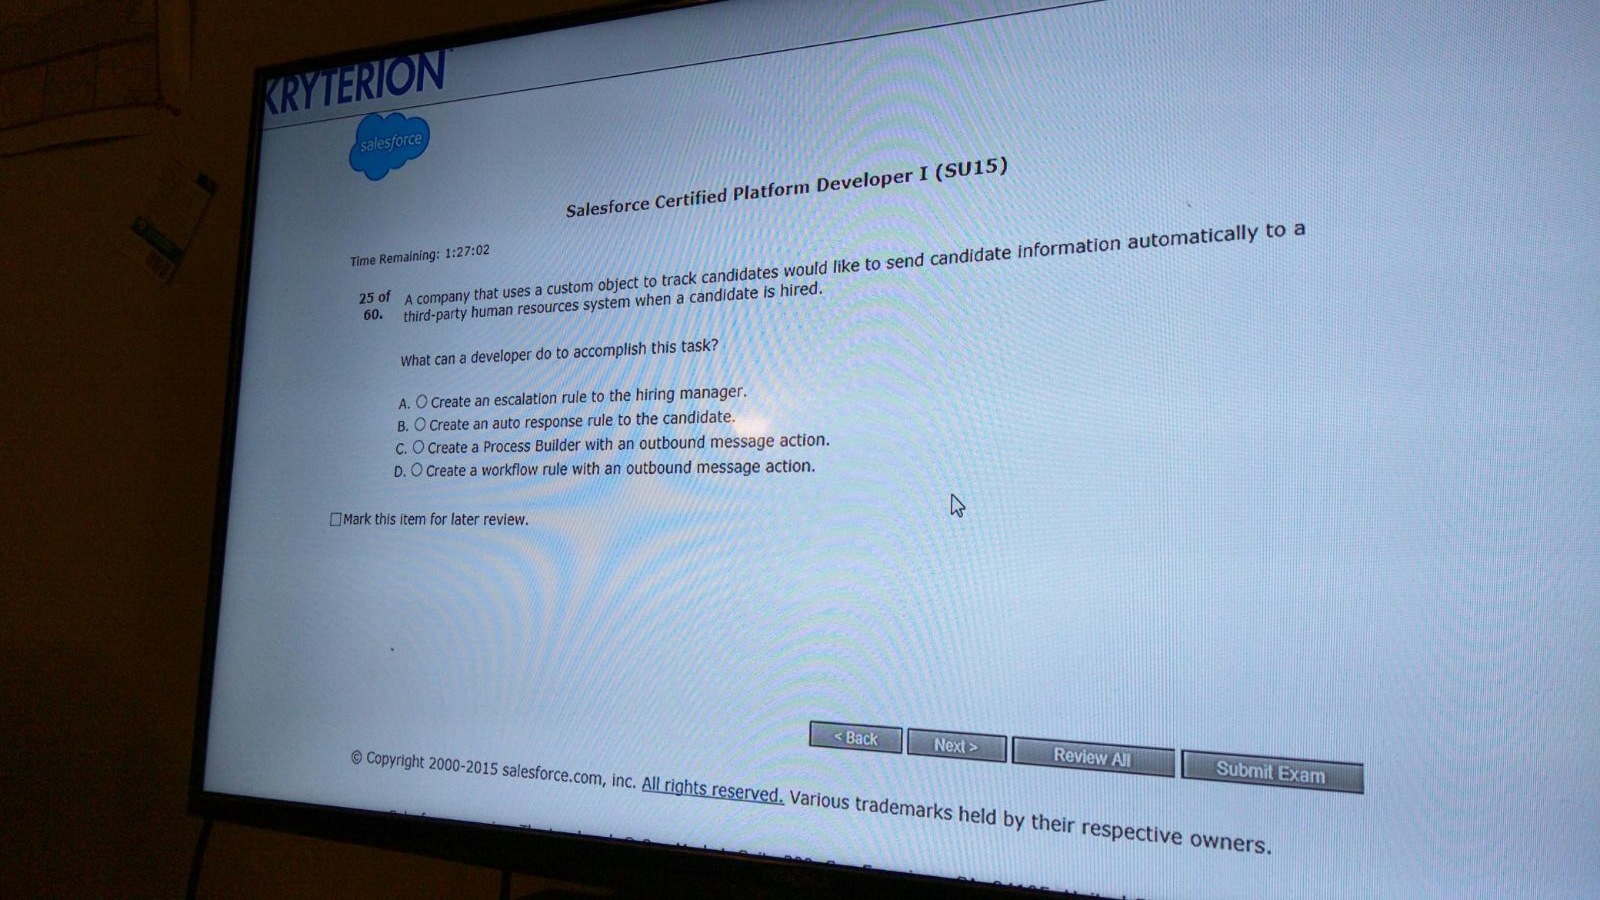 KRYTERION
salesforce
Salesforce Certified Platform Developer I (SU15)
Time Remaining: 1:27:02
25 of 60. A company that uses a custom object to track candidates would like to send candidate information automatically to a
third-party human resources system when a candidate is hired.
What can a developer do to accomplish this task?
A. Create an escalation rule to the hiring manager.
B. Create an auto response rule to the candidate.
C. Create a Process Builder with an outbound message action.
D. Create a workflow rule with an outbound message action.
Mark this item for later review.
< Back Next > Review All Submit Exam
© Copyright 2000-2015 salesforce.com, inc. All rights reserved. Various trademarks held by their respective owners.